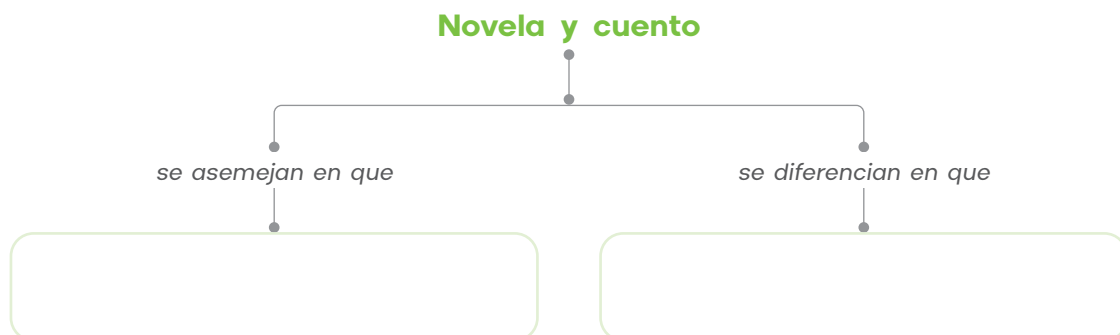 Novela y cuento
se asemejan en que
se diferencian en que